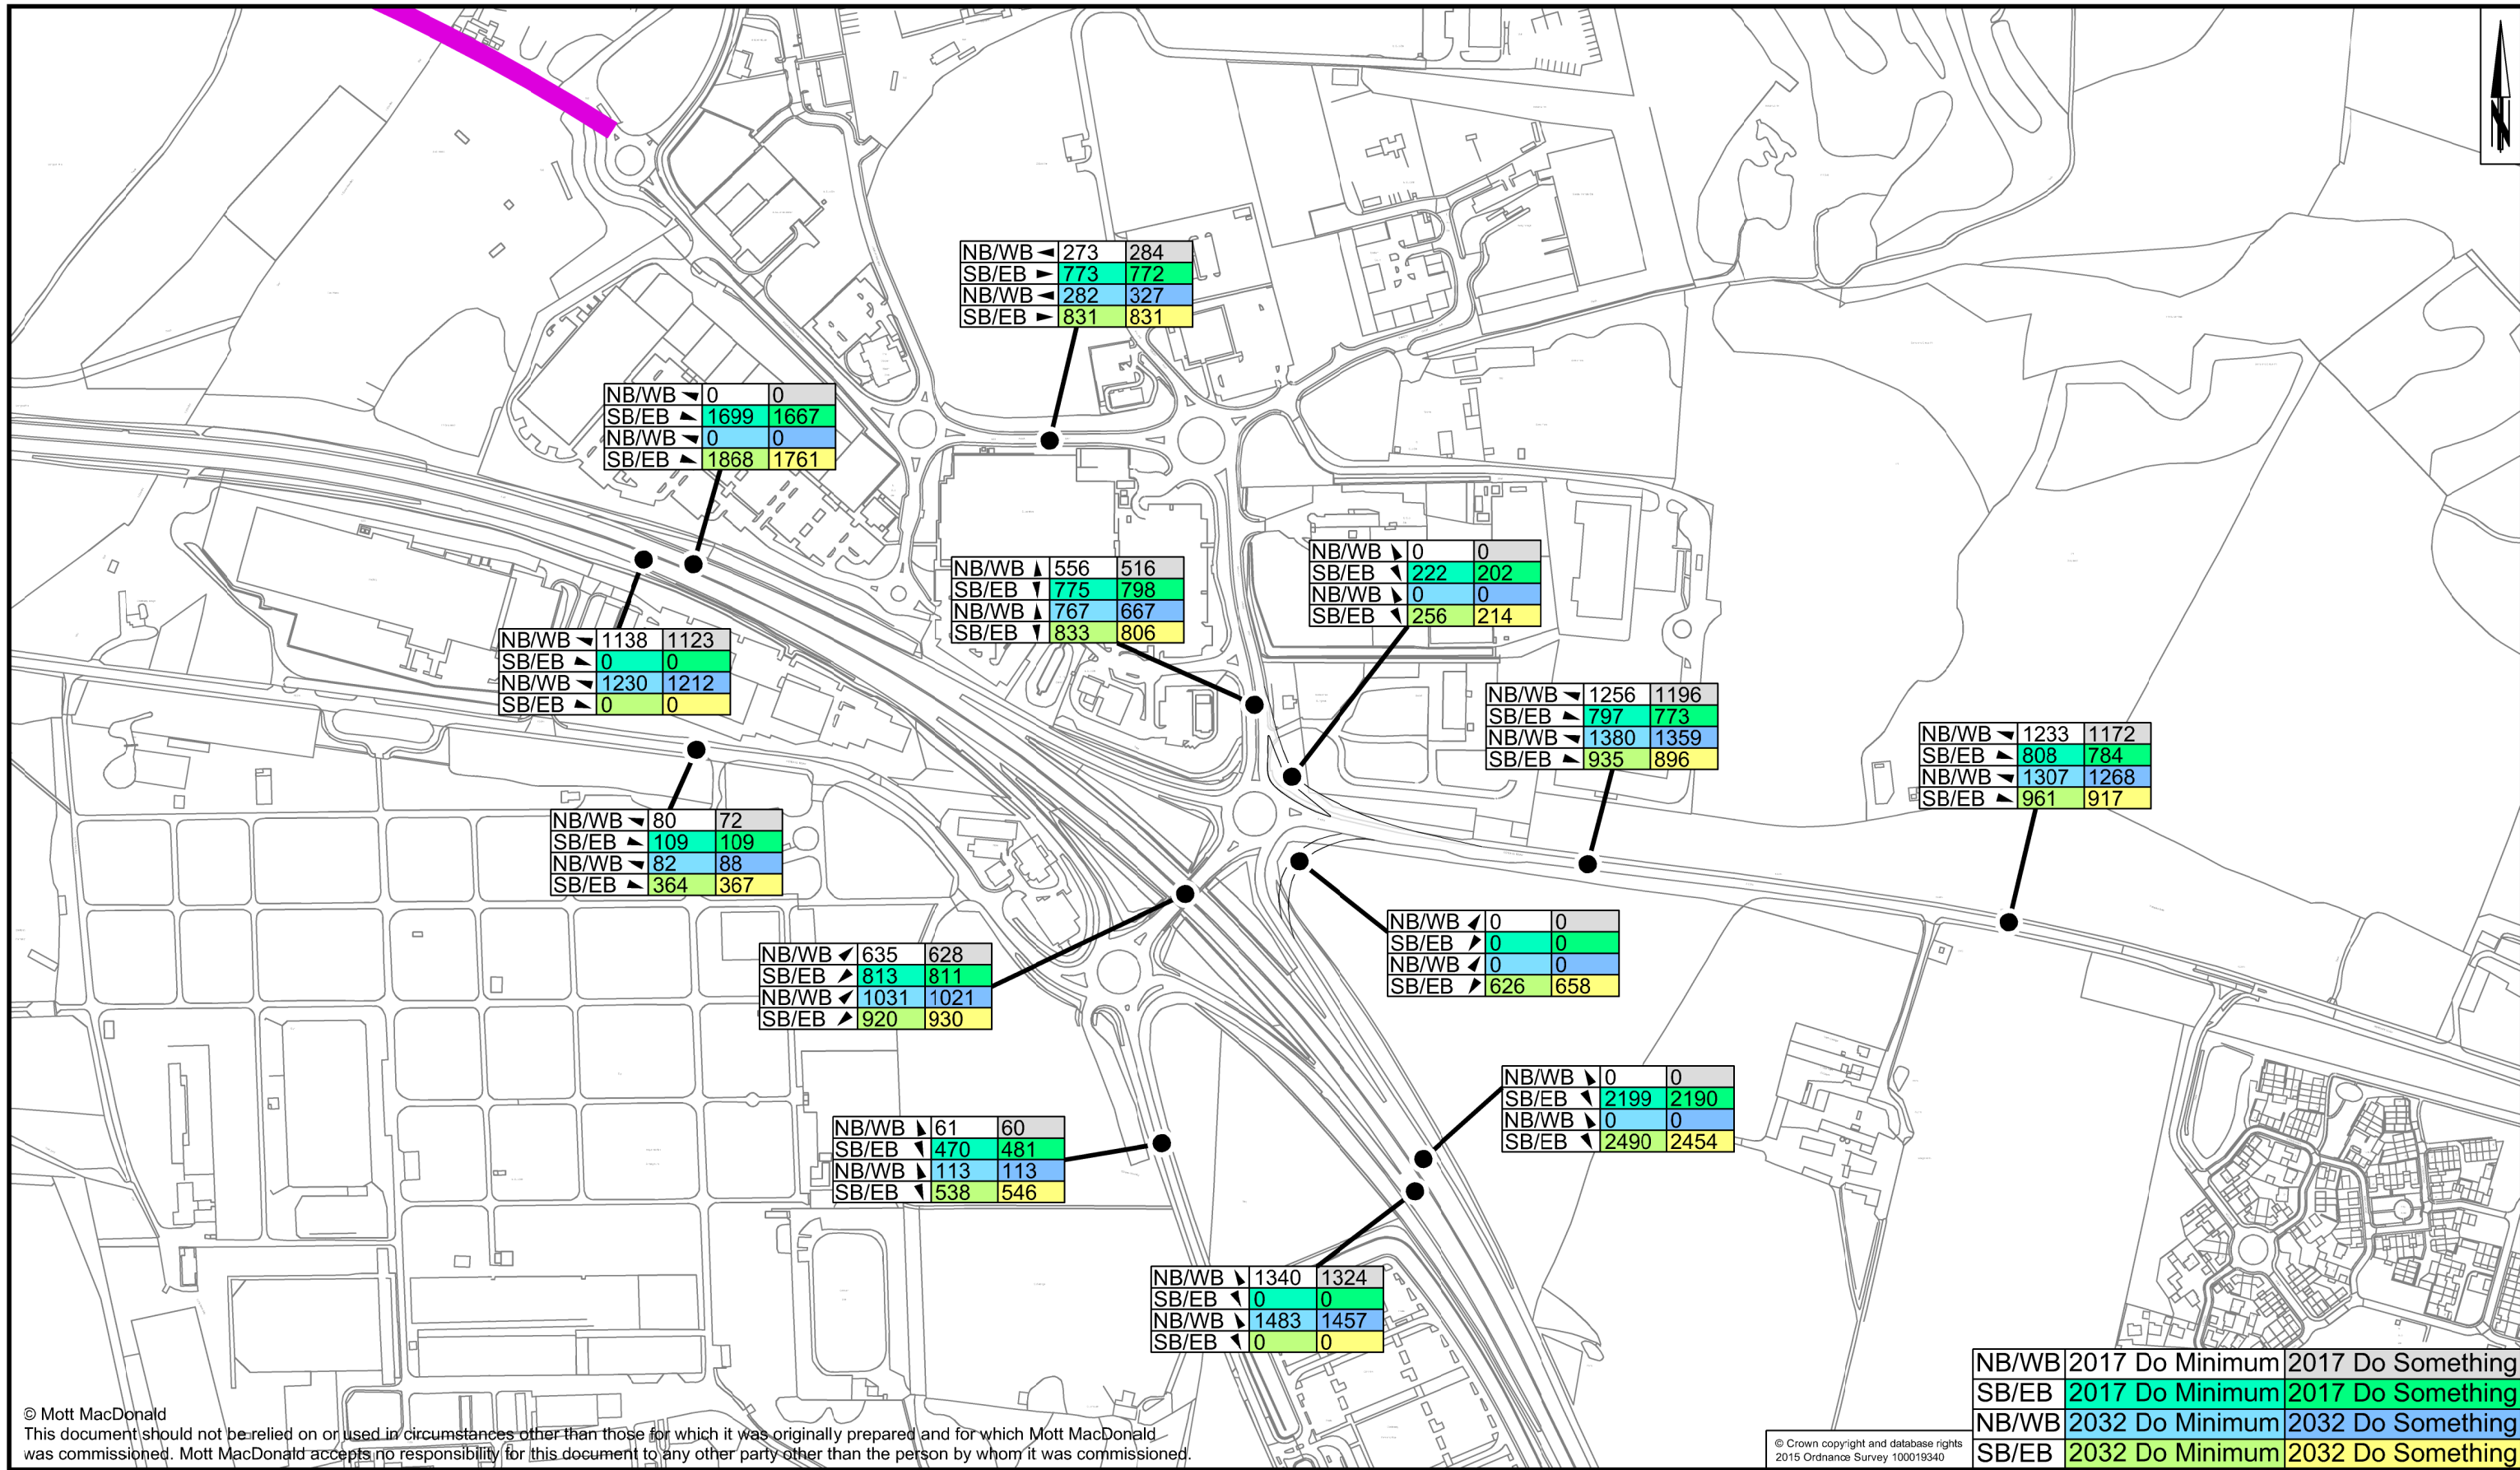 N
NB/WB 273 284
SB/EB 773 772
NB/WB 282 327
SB/EB 831 831
NB/WB 0 0
SB/EB 1699 1667
NB/WB 0 0
SB/EB 1868 1761
NB/WB 556 516
SB/EB 775 798
NB/WB 767 667
SB/EB 833 806
NB/WB 0 0
SB/EB 222 202
NB/WB 0 0
SB/EB 256 214
NB/WB 1138 1123
SB/EB 0 0
NB/WB 1230 1212
SB/EB 0 0
NB/WB 1256 1196
SB/EB 797 773
NB/WB 1380 1359
SB/EB 935 896
NB/WB 1233 1172
SB/EB 808 784
NB/WB 1307 1268
SB/EB 961 917
NB/WB 80 72
SB/EB 109 109
NB/WB 82 88
SB/EB 364 367
NB/WB 635 628
SB/EB 813 811
NB/WB 1031 1021
SB/EB 920 930
NB/WB 0 0
SB/EB 0 0
NB/WB 0 0
SB/EB 626 658
NB/WB 0 0
SB/EB 2199 2190
NB/WB 0 0
SB/EB 2490 2454
NB/WB 61 60
SB/EB 470 481
NB/WB 113 113
SB/EB 538 546
NB/WB 1340 1324
SB/EB 0 0
NB/WB 1483 1457
SB/EB 0 0
NB/WB 2017 Do Minimum 2017 Do Something
SB/EB 2017 Do Minimum 2017 Do Something
NB/WB 2032 Do Minimum 2032 Do Something
SB/EB 2032 Do Minimum 2032 Do Something
© Mott MacDonald
This document should not be relied on or used in circumstances other than those for which it was originally prepared and for which Mott MacDonald
was commissioned. Mott MacDonald accepts no responsibility for this document to any other party other than the person by whom it was commissioned.
© Crown copyright and database rights
2015 Ordnance Survey 100019340